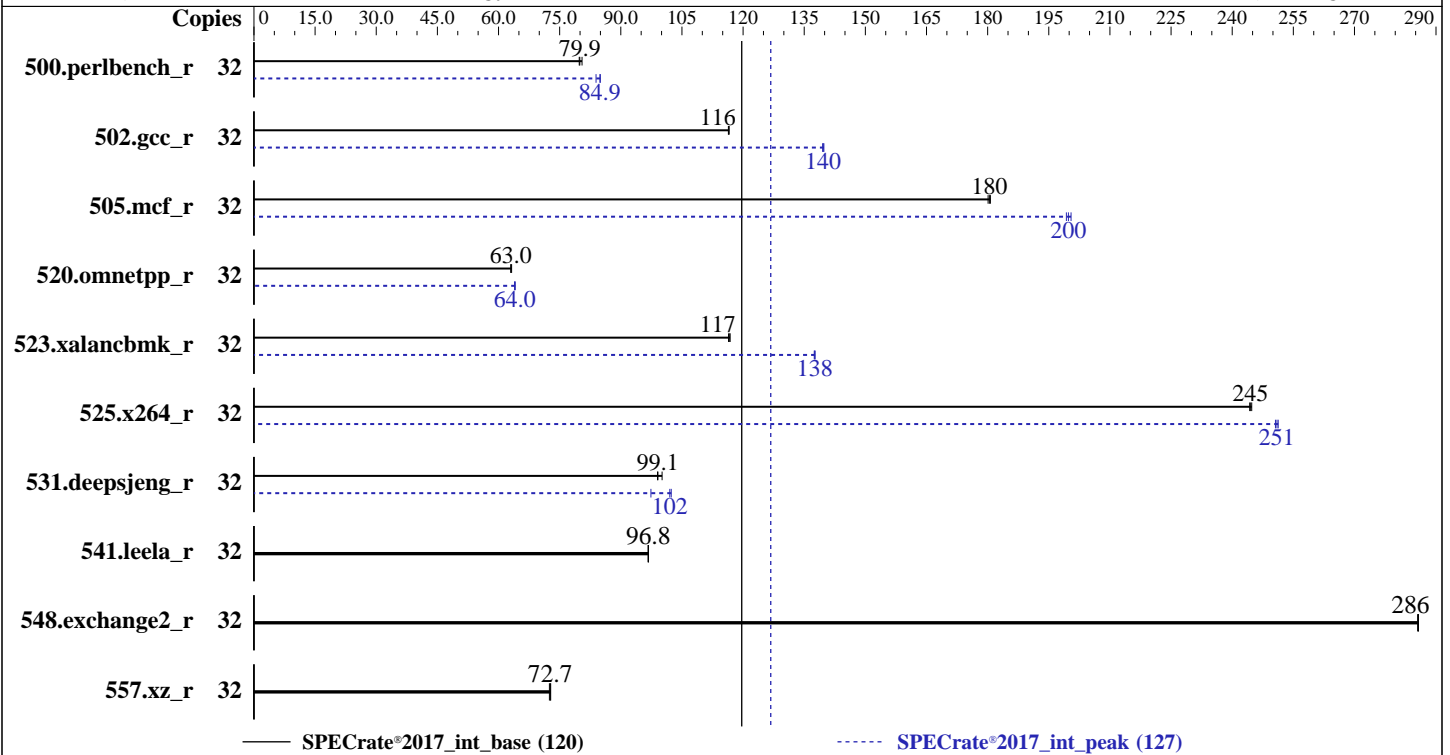 Copies 0 15.0 30.0 45.0 60.0 75.0 90.0 105 120 135 150 165 180 195 210 225 240 255 270 290
79.9
500.perlbench_r 32
84.9
116
502.gcc_r 32
140
180
505.mcf_r 32
200
63.0
520.omnetpp_r 32
64.0
117
523.xalancbmk_r 32
138
245
525.x264_r 32
251
99.1
531.deepsjeng_r 32
102
96.8
541.leela_r 32
286
548.exchange2_r 32
72.7
557.xz_r 32
SPECrate®2017_int_base (120) SPECrate®2017_int_peak (127)